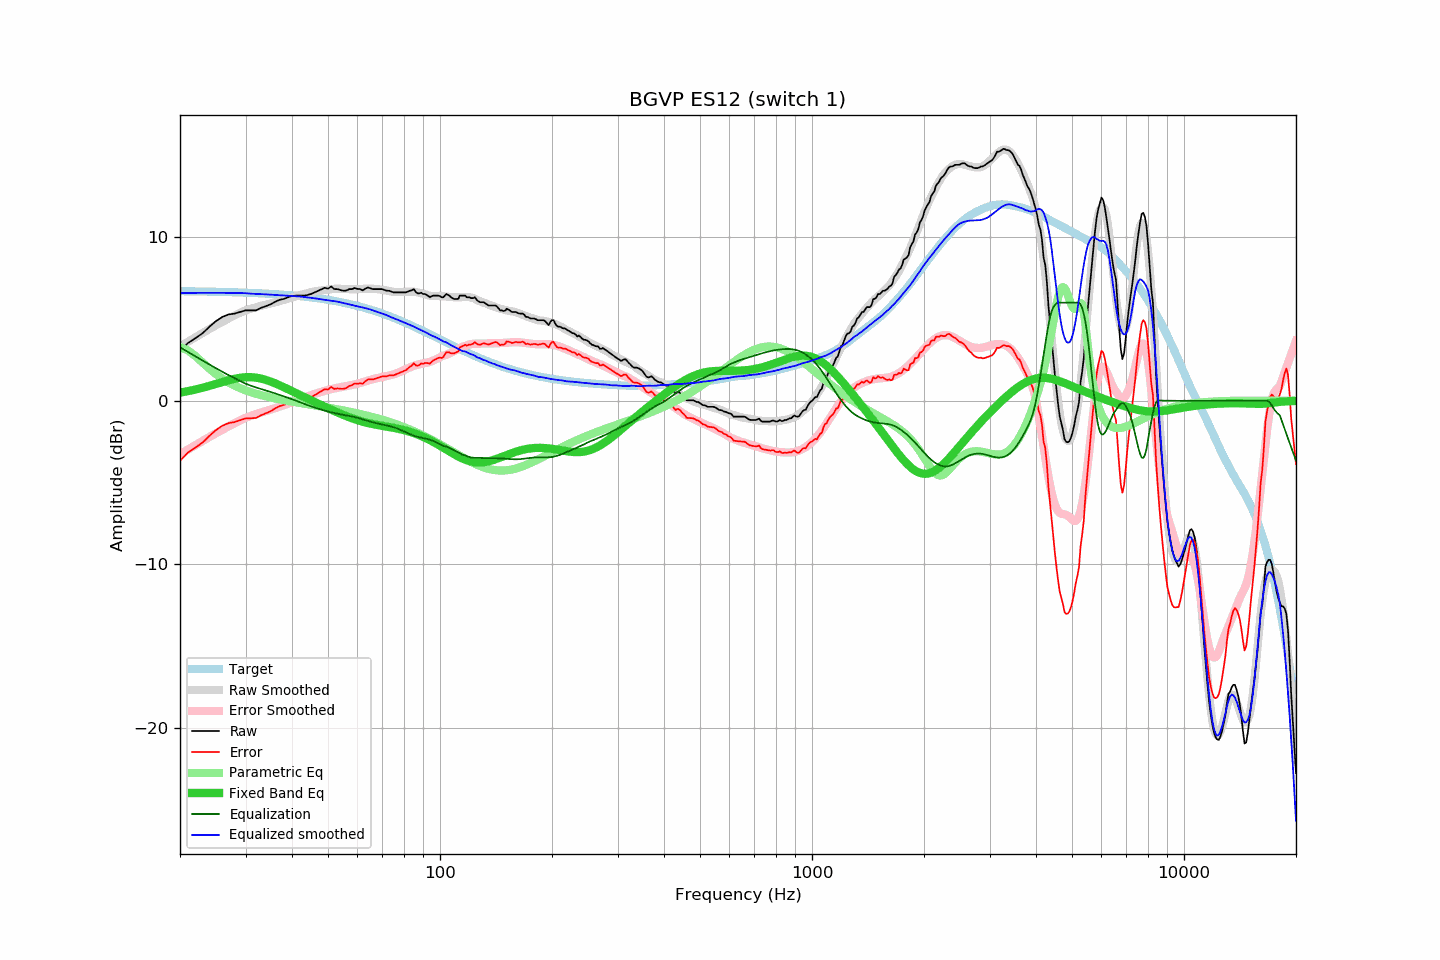 BGVP ES12 (switch 1)
10
0
−10
−20
Amplitude (dBr)
Target
Raw Smoothed
Error Smoothed
Raw
Error
Parametric Eq
Fixed Band Eq
Equalization
Equalized smoothed
100
1000
10000
Frequency (Hz)